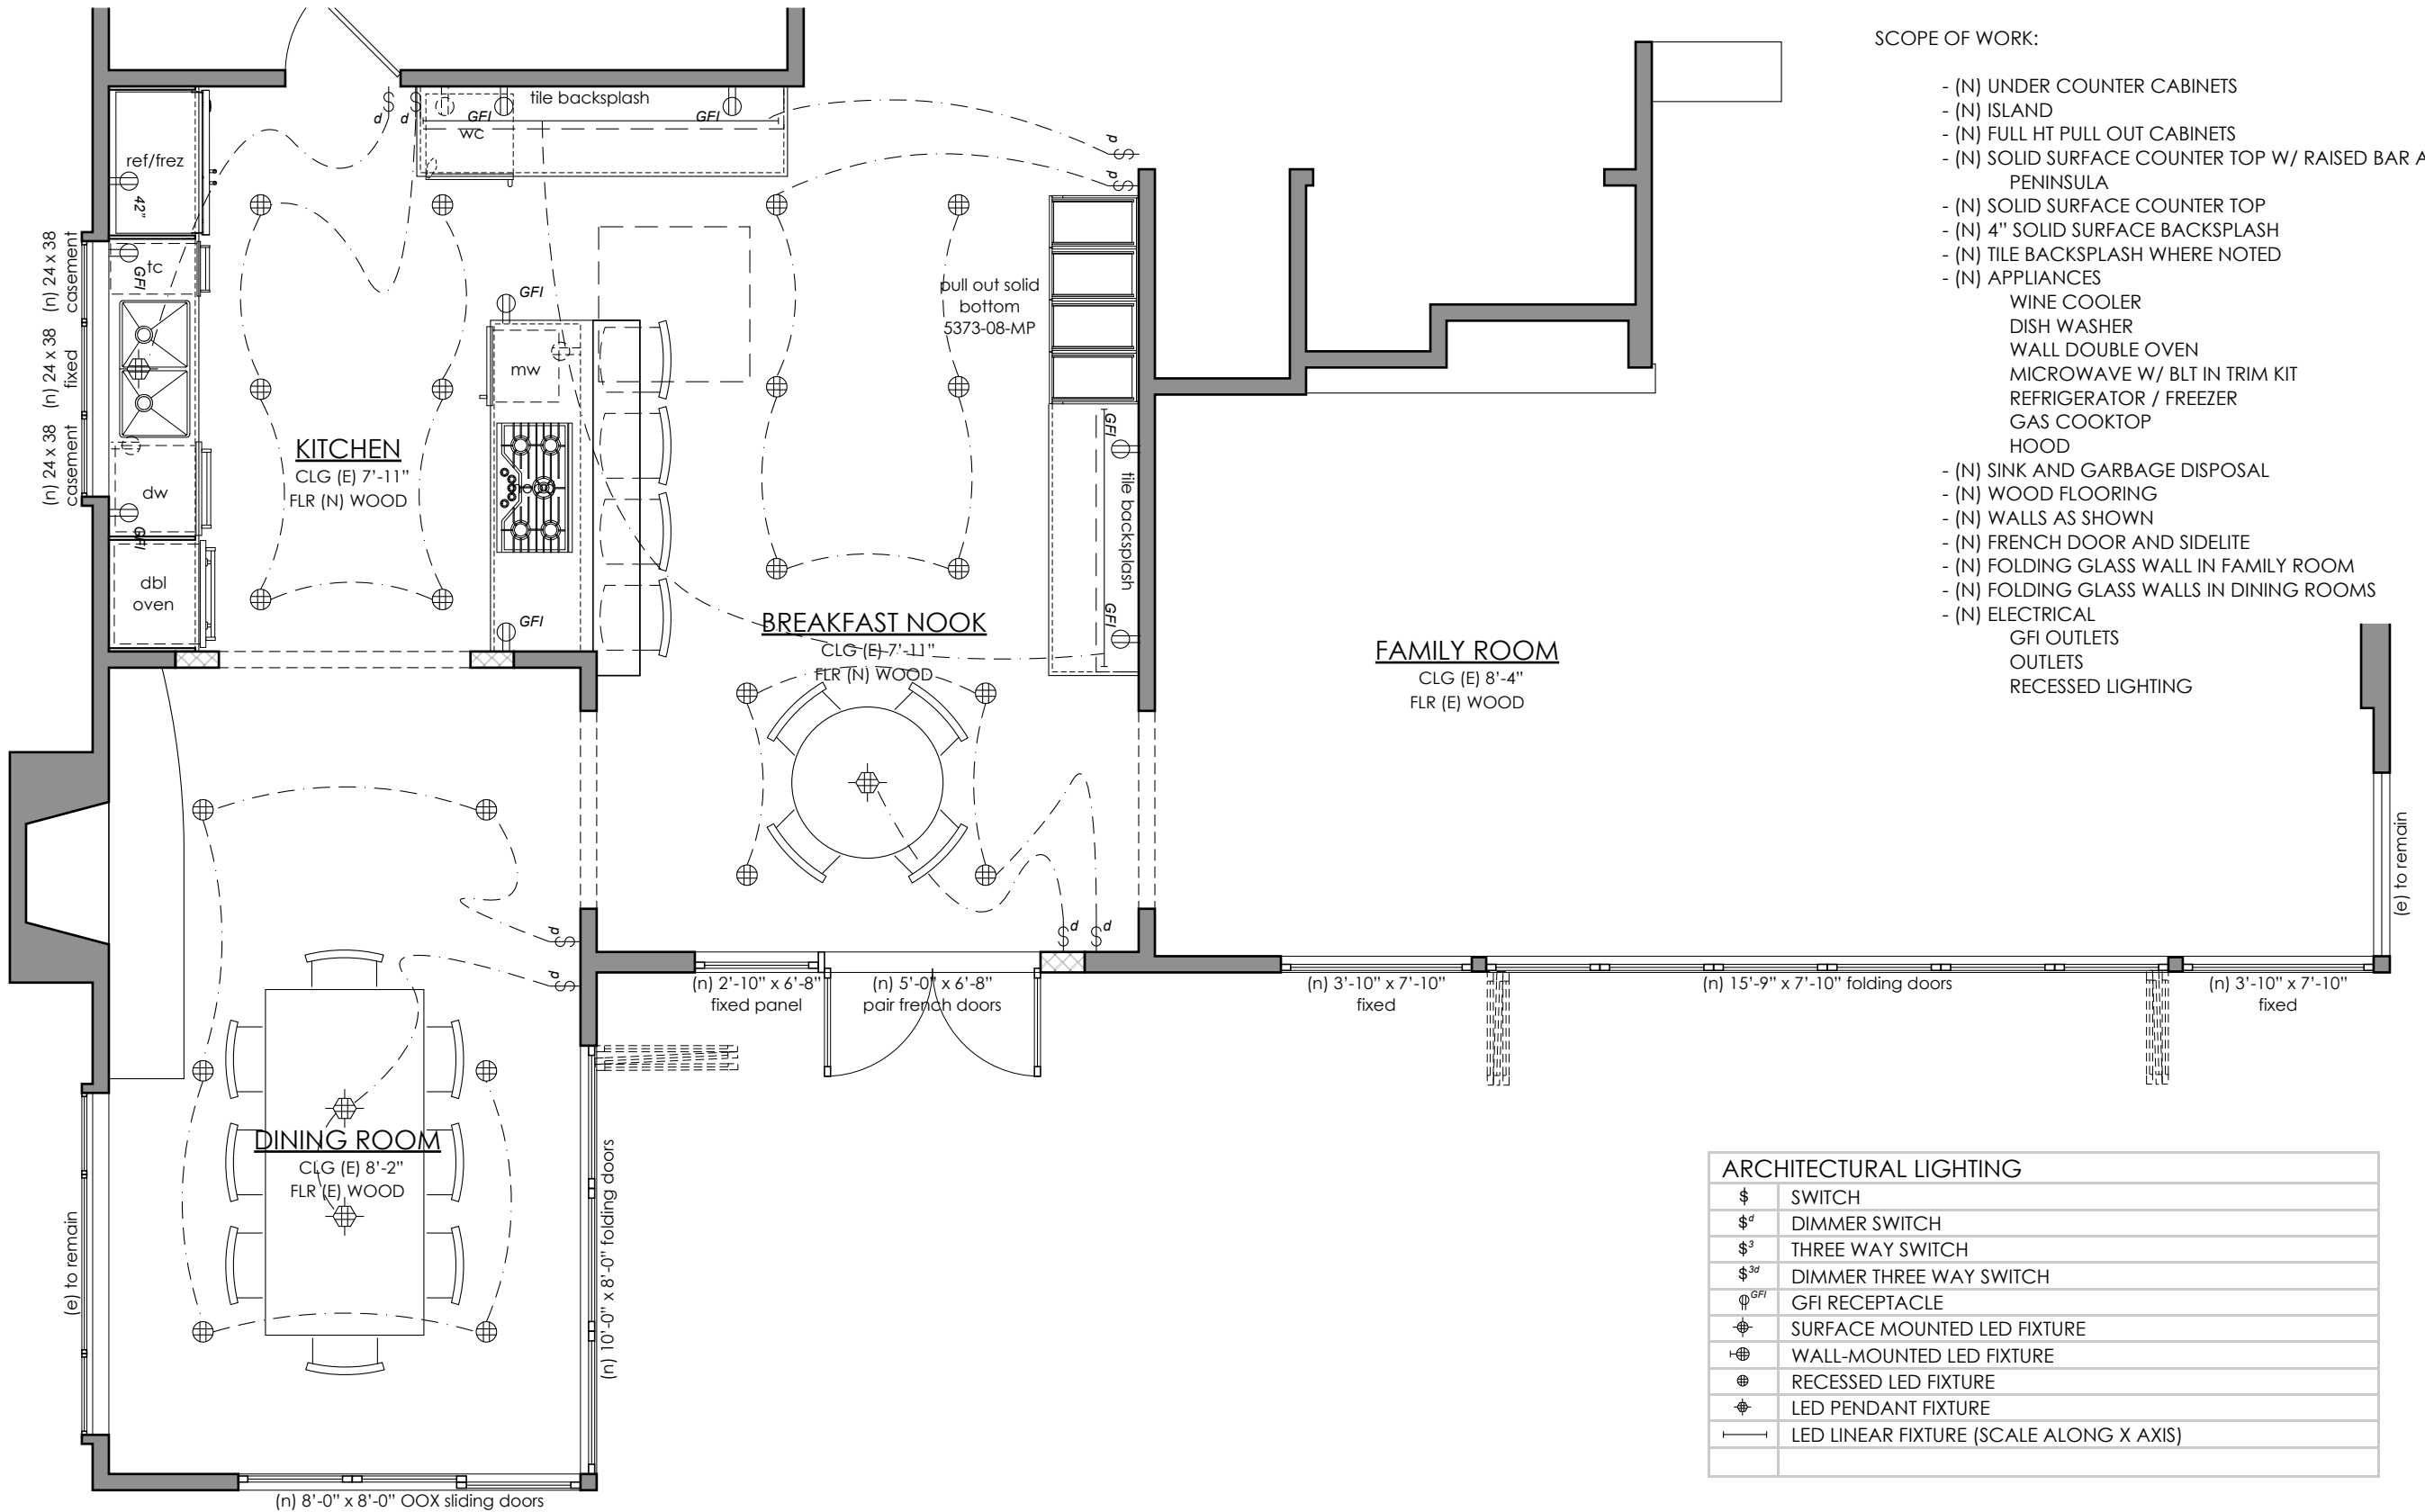 SCOPE OF WORK:
- (N) UNDER COUNTER CABINETS
- (N) ISLAND
- (N) FULL HT PULL OUT CABINETS
- (N) SOLID SURFACE COUNTER TOP W/ RAISED BAR A
PENINSULA
- (N) SOLID SURFACE COUNTER TOP
- (N) 4" SOLID SURFACE BACKSPLASH
- (N) TILE BACKSPLASH WHERE NOTED
- (N) APPLIANCES
WINE COOLER
DISH WASHER
WALL DOUBLE OVEN
MICROWAVE W/ BLT IN TRIM KIT
REFRIGERATOR / FREEZER
GAS COOKTOP
HOOD
- (N) SINK AND GARBAGE DISPOSAL
- (N) WOOD FLOORING
- (N) WALLS AS SHOWN
- (N) FRENCH DOOR AND SIDELITE
- (N) FOLDING GLASS WALL IN FAMILY ROOM
- (N) FOLDING GLASS WALLS IN DINING ROOMS
- (N) ELECTRICAL
GFI OUTLETS
OUTLETS
RECESSED LIGHTING
tile backsplash
$ $
d d
GFI
GFI
wc
d
$
d
$
ref/frez
42"
tc
GFI
(n) 24 x 38
casement
(n) 24 x 38
fixed
(n) 24 x 38
casement
GFI
mw
pull out solid
bottom
5373-08-MP
KITCHEN
CLG (E) 7'-11"
FLR (N) WOOD
dw
GFI
dbl
oven
GFI
GFI
tile backsplash
GFI
BREAKFAST NOOK
CLG (E) 7'-11"
FLR (N) WOOD
FAMILY ROOM
CLG (E) 8'-4"
FLR (E) WOOD
d
$
d
$
$d $d
(e) to remain
(n) 2'-10" x 6'-8"
fixed panel
(n) 5'-0" x 6'-8"
pair french doors
(n) 3'-10" x 7'-10"
fixed
(n) 15'-9" x 7'-10" folding doors
(n) 3'-10" x 7'-10"
fixed
DINING ROOM
CLG (E) 8'-2"
FLR (E) WOOD
(e) to remain
(n) 10'-0" x 8'-0" folding doors
(n) 8'-0" x 8'-0" OOX sliding doors
ARCHITECTURAL LIGHTING
$ SWITCH
$d DIMMER SWITCH
$3 THREE WAY SWITCH
$3d DIMMER THREE WAY SWITCH
GFI GFI RECEPTACLE
SURFACE MOUNTED LED FIXTURE
WALL-MOUNTED LED FIXTURE
RECESSED LED FIXTURE
LED PENDANT FIXTURE
LED LINEAR FIXTURE (SCALE ALONG X AXIS)